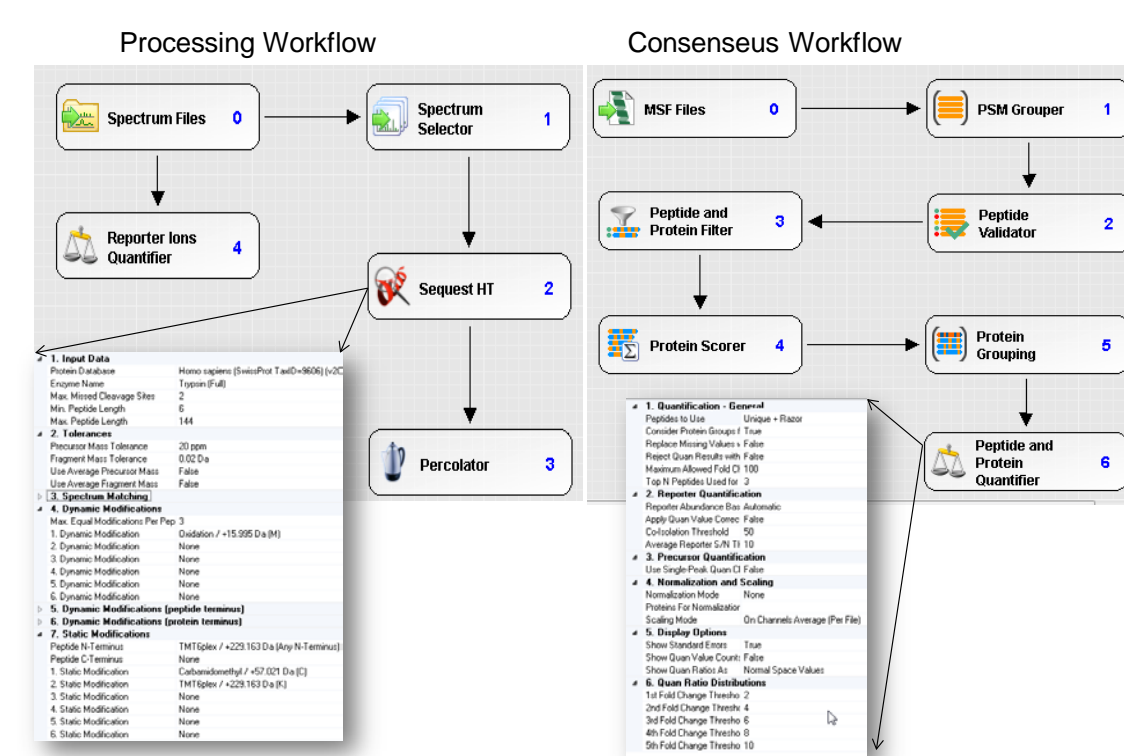 Processing Workflow
Consenseus Workflow
Spectrum Files 0
Spectrum Selector 1
Reporter Ions Quantifier 4
Sequest HT 2
Percolator 3
1. Input Data
Protein Database Homo sapiens (SwissProt TaxID=9606) (v2
Enzyme Name Trypsin (Full)
Max. Missed Cleavage Sites 2
Min. Peptide Length 6
Max. Peptide Length 144
2. Tolerances
Precursor Mass Tolerance 20 ppm
Fragment Mass Tolerance 0.02 Da
Use Average Precursor Mass False
Use Average Fragment Mass False
3. Spectrum Matching
4. Dynamic Modifications
Max. Equal Modifications Per Pep 3
1. Dynamic Modification Oxidation / +15.995 Da (M)
2. Dynamic Modification None
3. Dynamic Modification None
4. Dynamic Modification None
5. Dynamic Modification None
6. Dynamic Modification None
5. Dynamic Modifications (peptide terminus)
6. Dynamic Modifications (protein terminus)
7. Static Modifications
Peptide N-Terminus TMT6plex / +229.163 Da (Any N-Terminus)
Peptide C-Terminus None
1. Static Modification Carbamidomethyl / +57.021 Da (C)
2. Static Modification TMT6plex / +229.163 Da (K)
3. Static Modification None
4. Static Modification None
5. Static Modification None
6. Static Modification None
MSF Files 0
PSM Grouper 1
Peptide and Protein Filter 3
Peptide Validator 2
Protein Scorer 4
Protein Grouping 5
Peptide and Protein Quantifier 6
1. Quantification - General
Peptides to Use Unique + Razor
Consider Protein Groups f True
Replace Missing Values w False
Reject Quan Results with False
Maximum Allowed Fold Cl 100
Top N Peptides Used for 3
2. Reporter Quantification
Reporter Abundance Bas Automatic
Apply Quan Value Correc False
Co-Isolation Threshold 50
Average Reporter S/N Tl 10
3. Precursor Quantification
Use Single-Peak Quan Cl False
4. Normalization and Scaling
Normalization Mode None
Proteins For Normalization
Scaling Mode On Channels Average (Per File)
5. Display Options
Show Standard Errors True
Show Quan Value Counts False
Show Quan Ratios As Normal Space Values
6. Quan Ratio Distributions
1st Fold Change Thresho 2
2nd Fold Change Thresho 4
3rd Fold Change Thresho 6
4th Fold Change Thresho 8
5th Fold Change Thresho 10